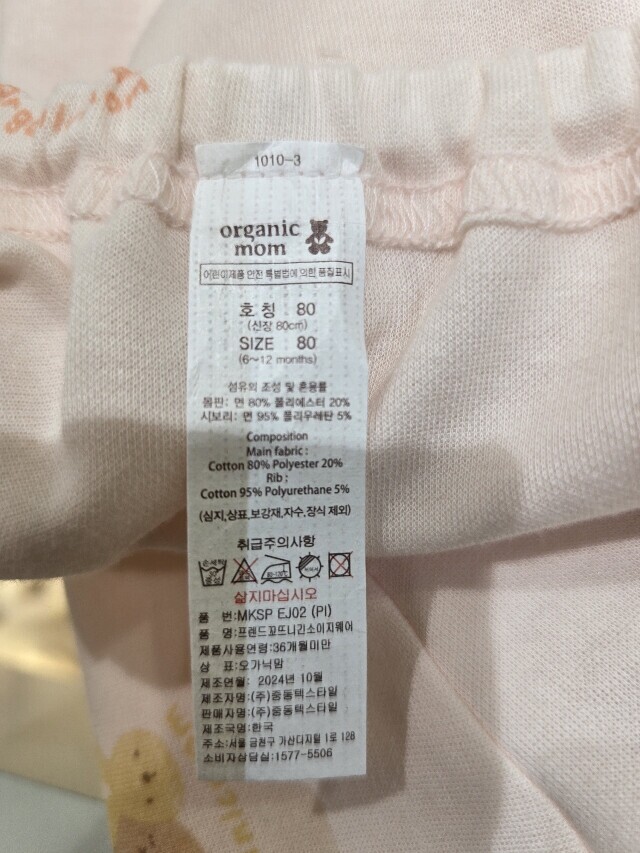 1010-3
organic
mom
어린이제품 안전 특별법에 의한 품질표시
호 칭 80
(신장 80cm)
SIZE 80
(6~12 months)
섬유의 조성 및 혼용률
몸판: 면 80% 폴리에스터 20%
시보리: 면 95% 폴리우레탄 5%
Composition
Main fabric :
Cotton 80% Polyester 20%
Rib :
Cotton 95% Polyurethane 5%
(심지,상표,보강재,자수,장식 제외)
취급주의사항
삶지마십시오
품 번:MKSP EJ02 (PI)
품 명:프렌드꼬뜨니긴소이지웨어
제품사용연령:36개월미만
상 표:오가닉맘
제조연월: 2024년 10월
제조자명:(주)중동텍스타일
판매자명:(주)중동텍스타일
제조국명:한국
주소:서울 금천구 가산디지털 1로 128
소비자상담실:1577-5506